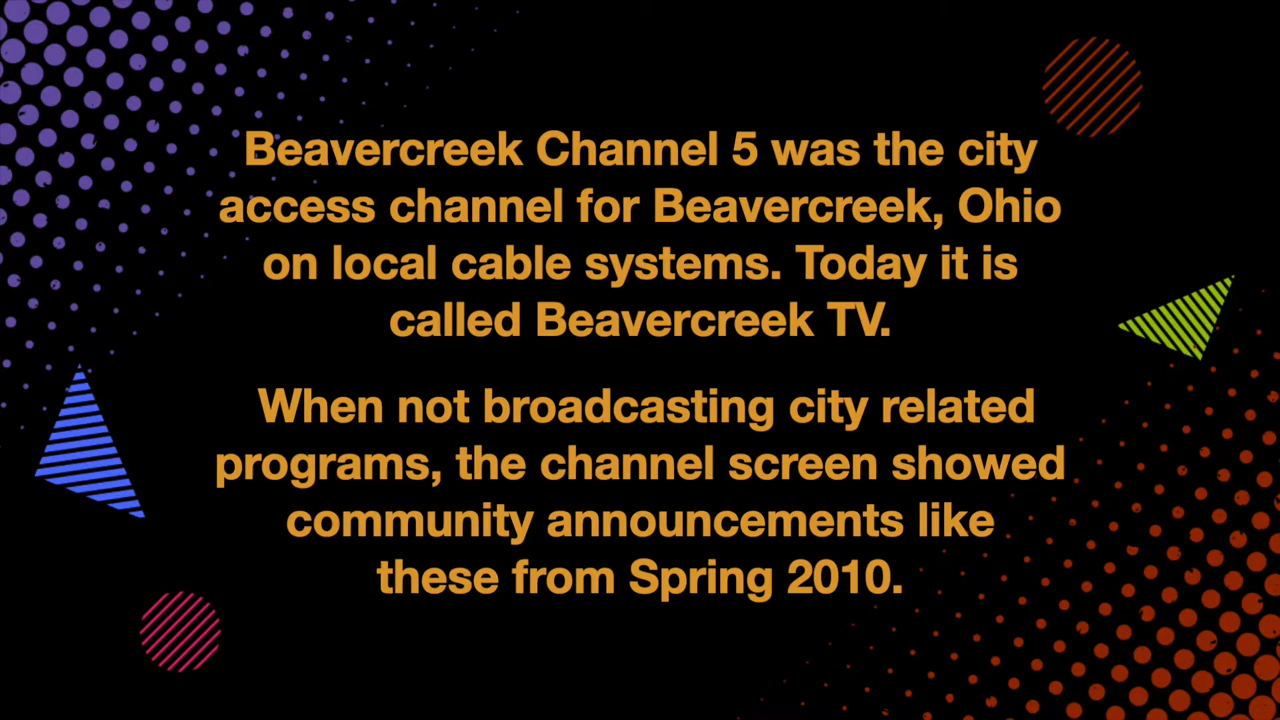 Beavercreek Channel 5 was the city
access channel for Beavercreek, Ohio
on local cable systems. Today it is
called Beavercreek TV.
When not broadcasting city related
programs, the channel screen showed
community announcements like
these from Spring 2010.